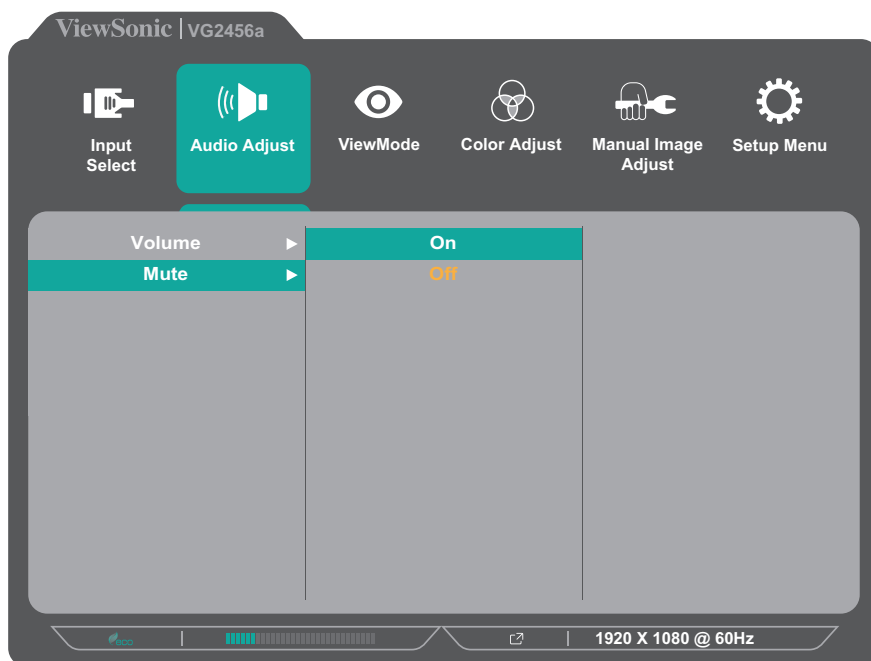 ViewSonic | VG2456a
Input Select
Audio Adjust
ViewMode
Color Adjust
Manual Image Adjust
Setup Menu
Volume
On
Mute
Off
eco
1920 X 1080 @ 60Hz